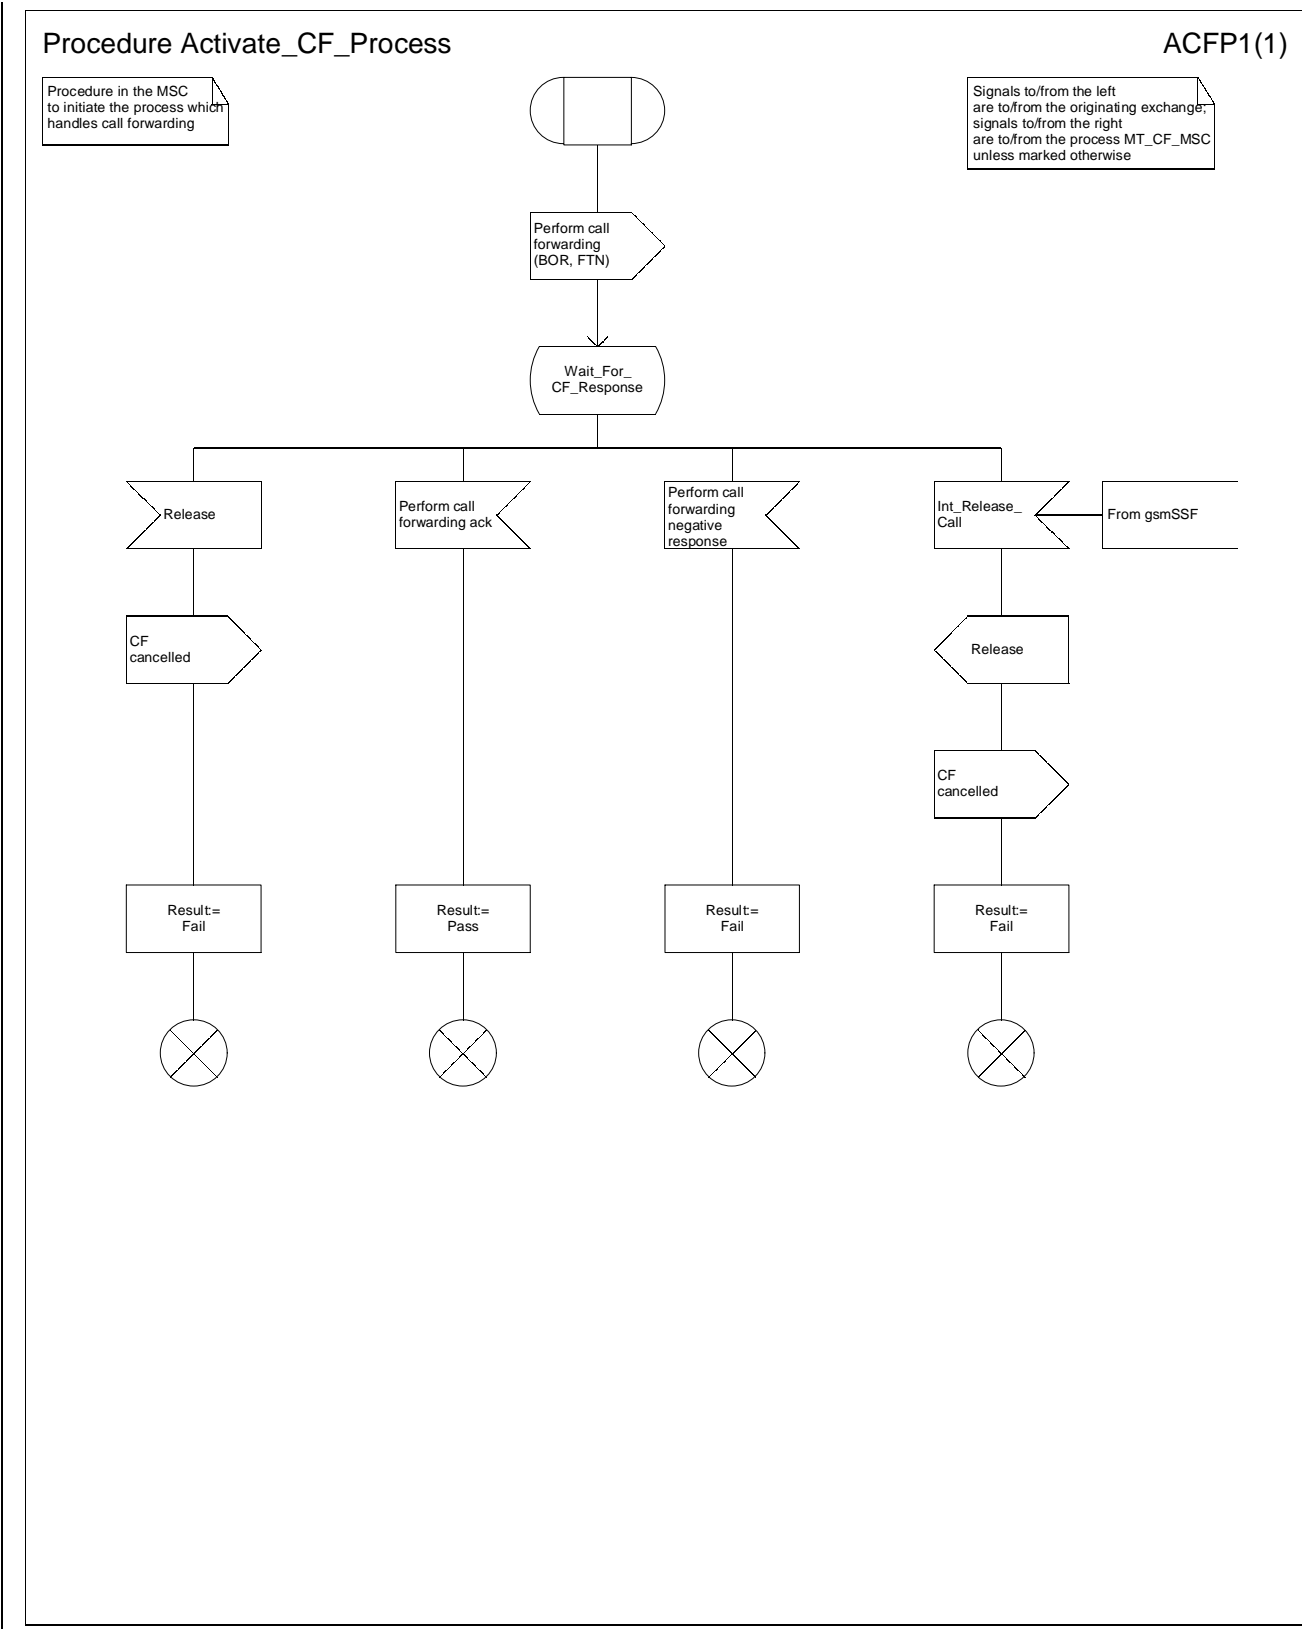 Procedure Activate_CF_Process
ACFP1(1)
Procedure in the MSC
to initiate the process which
handles call forwarding
Signals to/from the left
are to/from the originating exchange;
signals to/from the right
are to/from the process MT_CF_MSC
unless marked otherwise
Perform call
forwarding
(BOR, FTN)
Wait_For_
CF_Response
Release
Perform call
forwarding ack
Perform call
forwarding
negative
response
Int_Release_
Call
From gsmSSF
CF
cancelled
Release
CF
cancelled
Result:=
Fail
Result:=
Pass
Result:=
Fail
Result:=
Fail